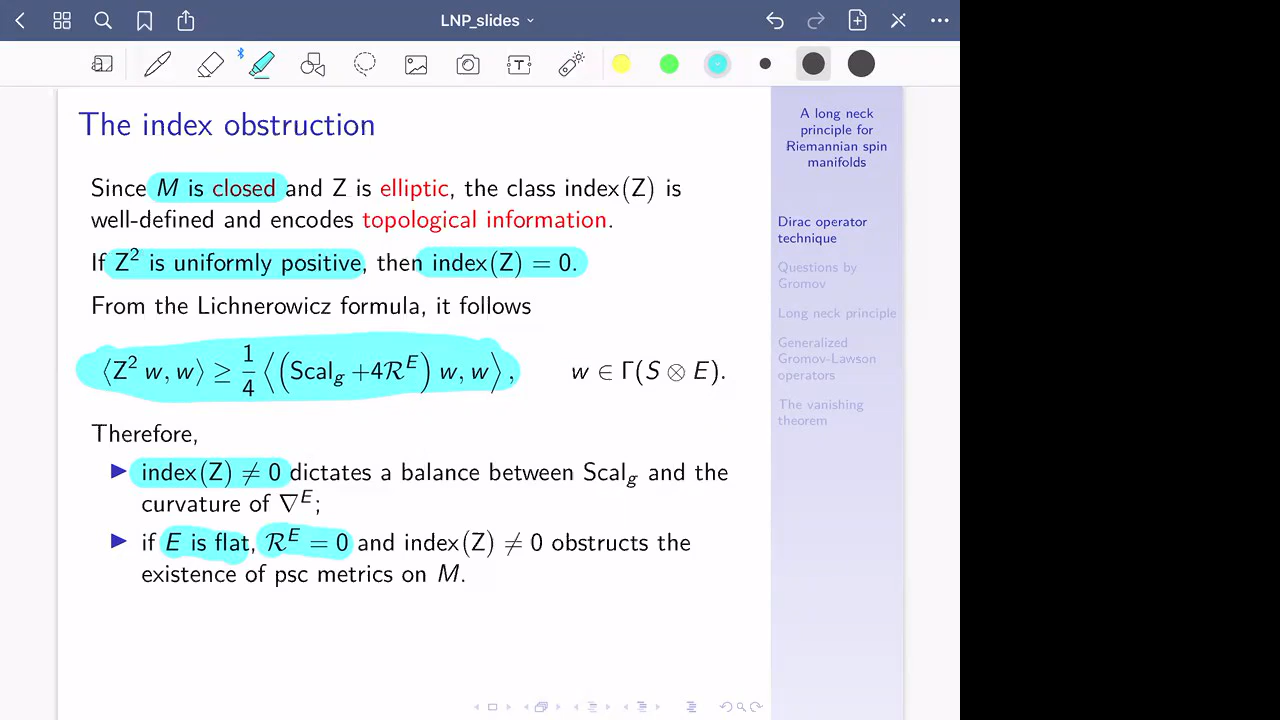 LNP_slides
The index obstruction
Since M is closed and Z is elliptic, the class index(Z) is
well-defined and encodes topological information.
If Z² is uniformly positive, then index(Z) = 0.
From the Lichnerowicz formula, it follows
⟨Z² w, w⟩ ≥ 1/4 ⟨(Scal_g +4ℛ^E) w, w⟩, w ∈ Γ(S ⊗ E).
Therefore,
▶ index(Z) ≠ 0 dictates a balance between Scal_g and the
curvature of ∇^E;
▶ if E is flat, ℛ^E = 0 and index(Z) ≠ 0 obstructs the
existence of psc metrics on M.
A long neck
principle for
Riemannian spin
manifolds
Dirac operator
technique
Questions by
Gromov
Long neck principle
Generalized
Gromov-Lawson
operators
The vanishing
theorem